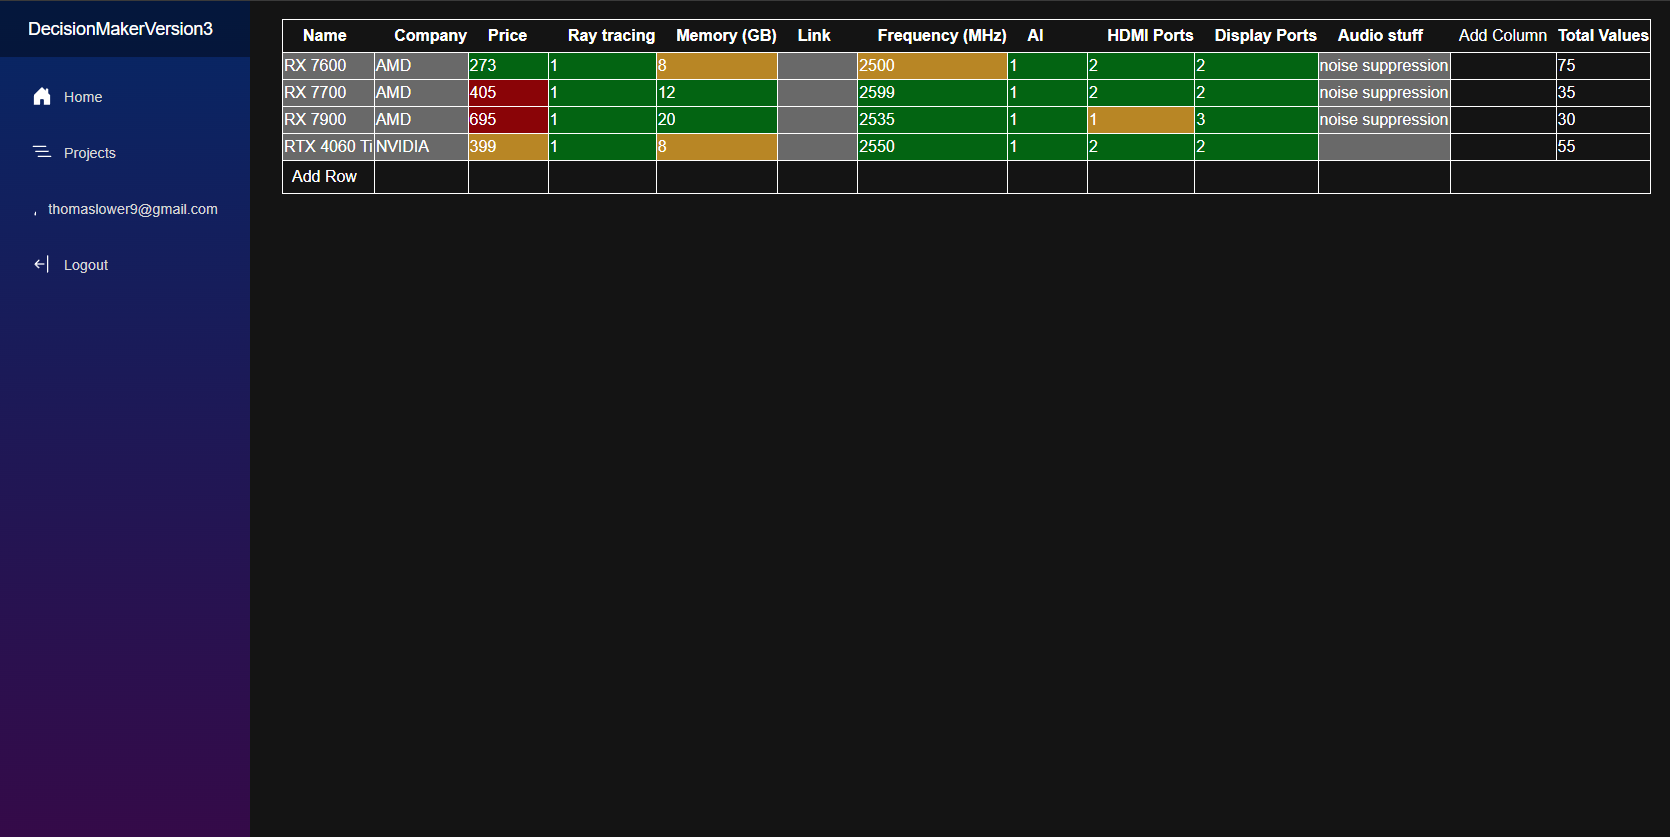 DecisionMakerVersion3
Home
Projects
thomaslower9@gmail.com
Logout
Name Company Price Ray tracing Memory (GB) Link Frequency (MHz) AI HDMI Ports Display Ports Audio stuff Add Column Total Values
RX 7600 AMD 273 1 8 2500 1 2 2 noise suppression 75
RX 7700 AMD 405 1 12 2599 1 2 2 noise suppression 35
RX 7900 AMD 695 1 20 2535 1 1 3 noise suppression 30
RTX 4060 Ti NVIDIA 399 1 8 2550 1 2 2 55
Add Row